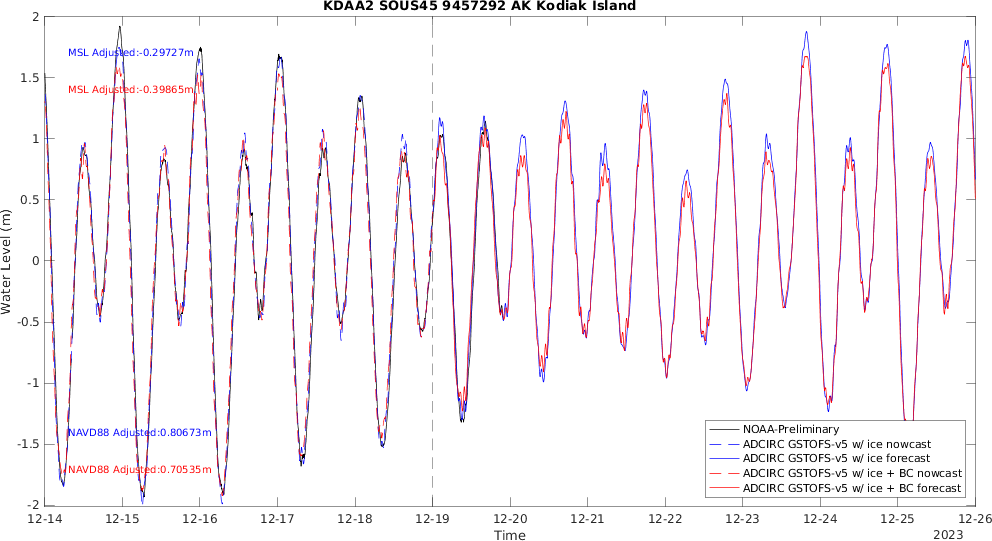 KDAA2 SOUS45 9457292 AK Kodiak Island
2
1.5
1
0.5
0
-0.5
-1
-1.5
-2
Water Level (m)
MSL Adjusted:-0.29727m
MSL Adjusted:-0.39865m
NAVD88 Adjusted:0.80673m
NAVD88 Adjusted:0.70535m
NOAA-Preliminary
ADCIRC GSTOFS-v5 w/ ice nowcast
ADCIRC GSTOFS-v5 w/ ice forecast
ADCIRC GSTOFS-v5 w/ ice + BC nowcast
ADCIRC GSTOFS-v5 w/ ice + BC forecast
12-14 12-15 12-16 12-17 12-18 12-19 12-20 12-21 12-22 12-23 12-24 12-25 12-26
Time
2023